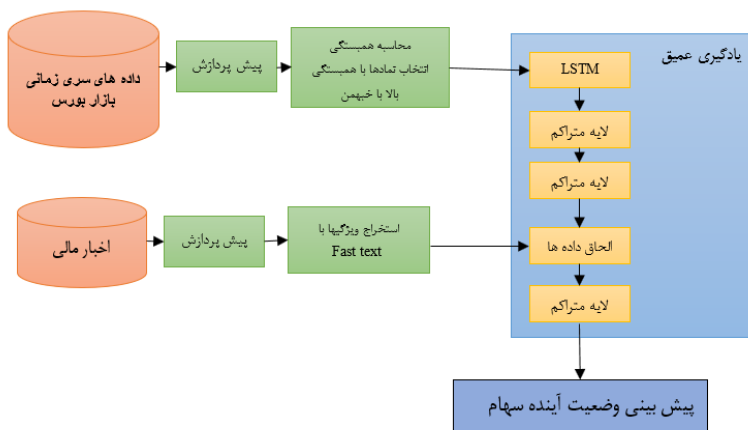 داده های سری زمانی
بازار بورس
پیش پردازش
محاسبه همبستگی
انتخاب نمادها با همبستگی
بالا با خبهمن
یادگیری عمیق
LSTM
لایه متراکم
لایه متراکم
اخبار مالی
پیش پردازش
استخراج ویژگیها با
Fast text
الحاق داده ها
لایه متراکم
پیش بینی وضعیت آینده سهام